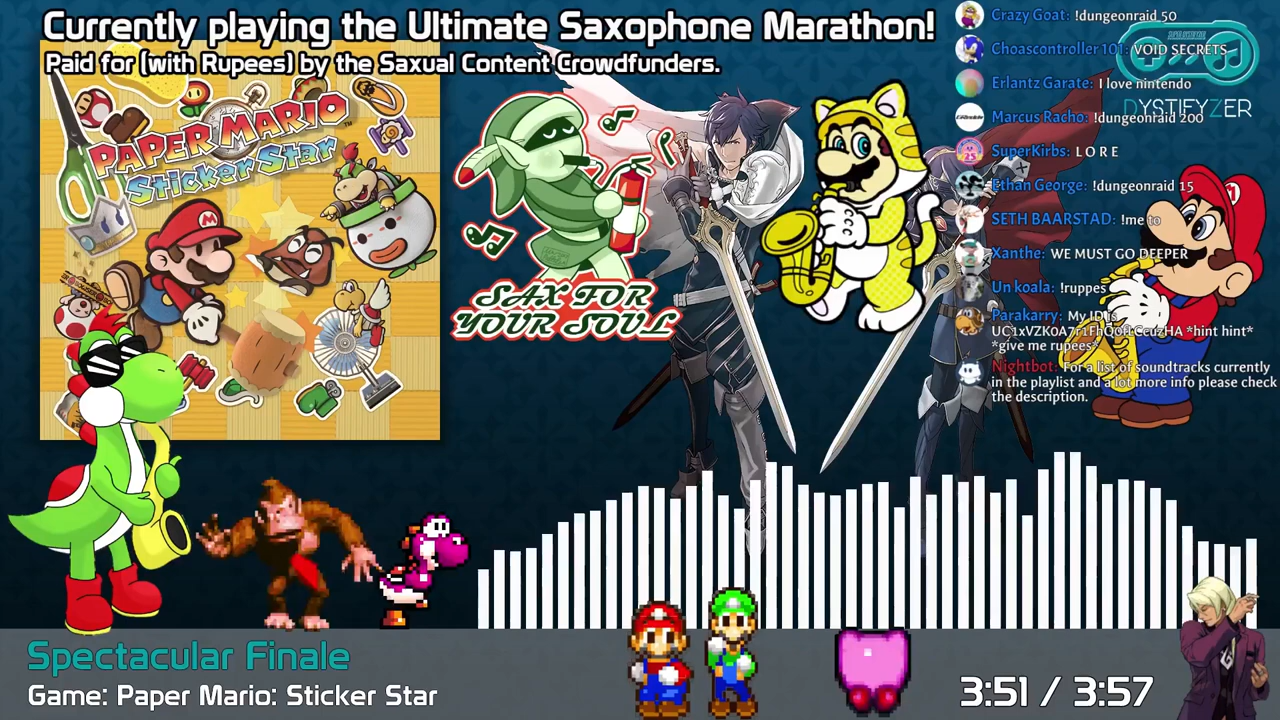 Currently playing the Ultimate Saxophone Marathon!
Paid for (with Rupees) by the Saxual Content Crowdfunders.
PAPER MARIO
Sticker Star
SAX FOR
YOUR SOUL
Crazy Goat: !dungeonraid 50
Choascontroller 101: VOID SECRETS
Erlantz Garate: I love nintendo
DYSTIFYZER
Marcus Racho: !dungeonraid 200
SuperKirbs: L O R E
Ethan George: !dungeonraid 15
SETH BAARSTAD: !me to
Xanthe: WE MUST GO DEEPER
Un koala: !ruppes
Parakarry: My ID is
*hint hint*
*give me rupees*
Nightbot: For a list of soundtracks currently
in the playlist and a lot more info please check
the description.
Spectacular Finale
Game: Paper Mario: Sticker Star
3:51 / 3:57